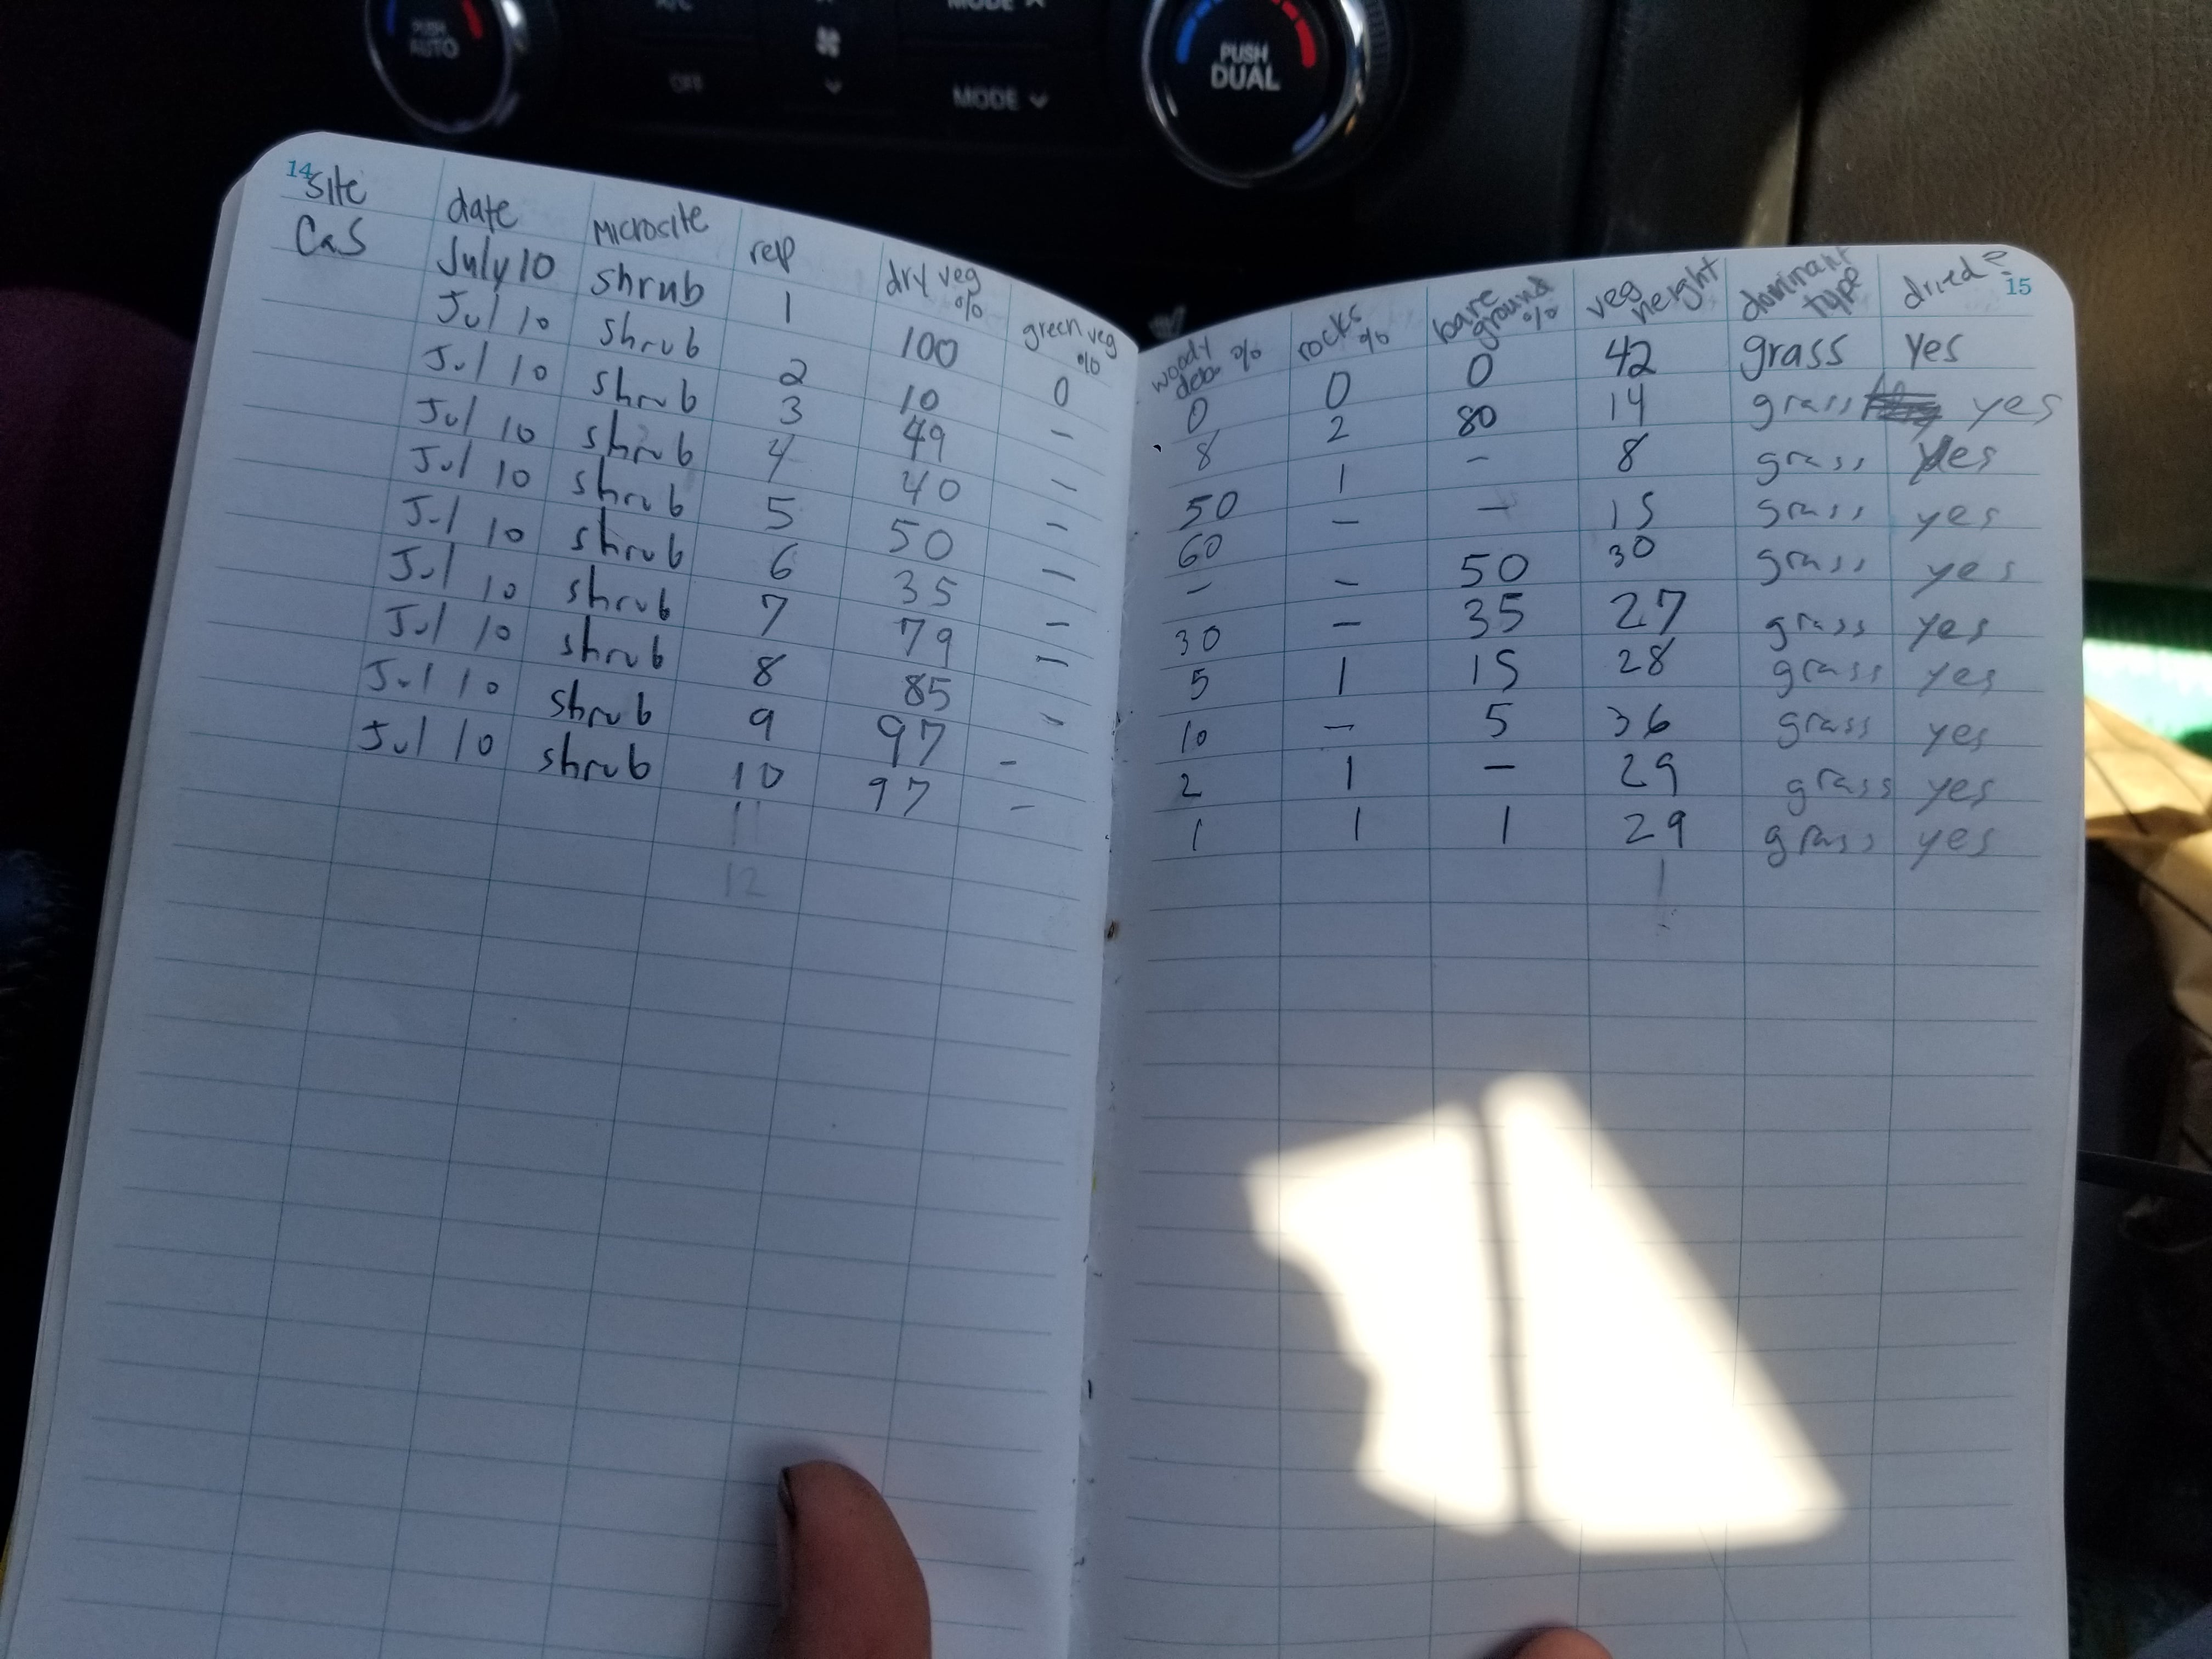 PUSH AUTO
A/C
OFF
MODE
MODE
PUSH DUAL
14
site date Microsite rep dry veg % green veg %
CaS July 10 shrub 1 100 0
Jul 10 shrub 2 10 -
Jul 10 shrub 3 49 -
Jul 10 shrub 4 40 -
Jul 10 shrub 5 50 -
Jul 10 shrub 6 35 -
Jul 10 shrub 7 79 -
Jul 10 shrub 8 85 -
Jul 10 shrub 9 97 -
Jul 10 shrub 10 97 -
11
12
15
woody deb % rocks % bare ground % veg height dominant type dried?
0 0 0 42 grass yes
8 2 80 14 grass yes
50 1 - 8 grass yes
60 - - 15 grass yes
- - 50 30 grass yes
30 - 35 27 grass yes
5 1 15 28 grass yes
10 - 5 36 grass yes
2 1 - 29 grass yes
1 1 1 29 grass yes